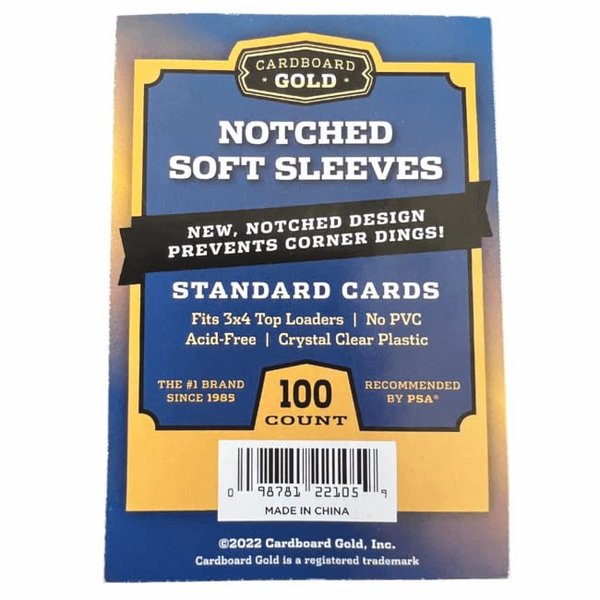 CARDBOARD
GOLD
NOTCHED
SOFT SLEEVES
NEW, NOTCHED DESIGN
PREVENTS CORNER DINGS!
STANDARD CARDS
Fits 3x4 Top Loaders | No PVC
Acid-Free | Crystal Clear Plastic
THE #1 BRAND
SINCE 1985
100
COUNT
RECOMMENDED
BY PSA®
0 98781 22105 9
MADE IN CHINA
©2022 Cardboard Gold, Inc.
Cardboard Gold is a registered trademark